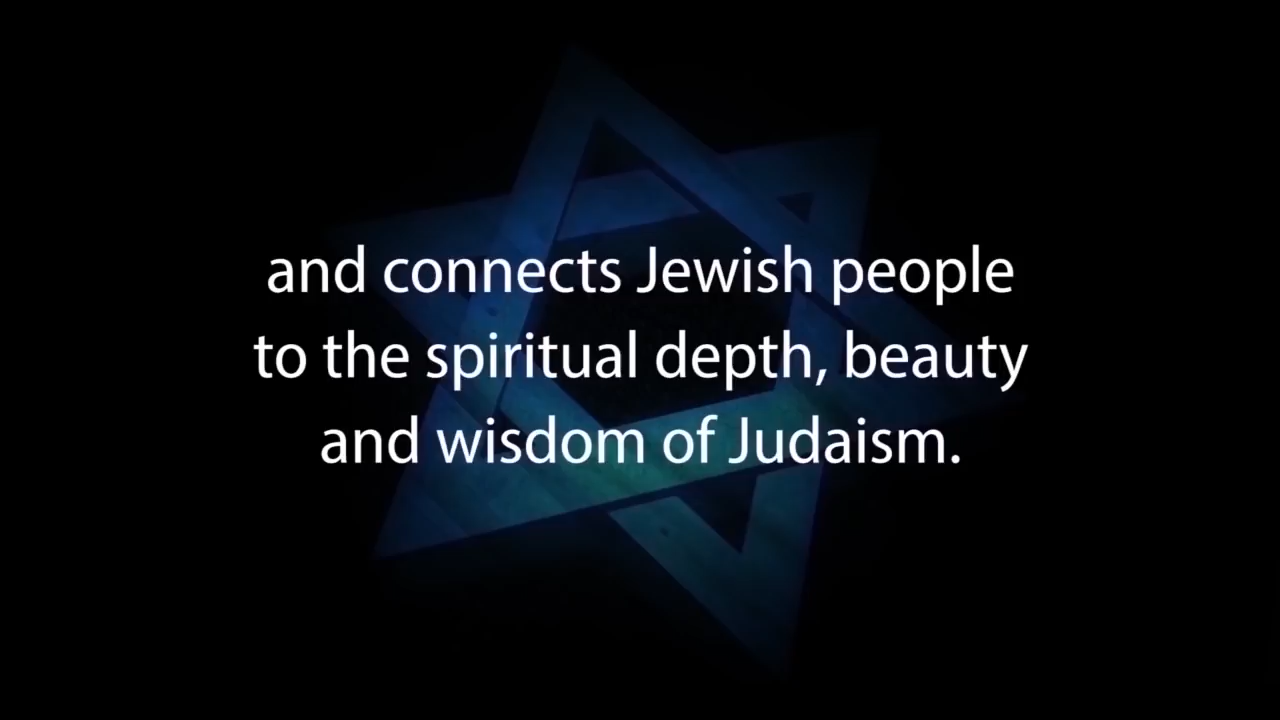 and connects Jewish people
to the spiritual depth, beauty
and wisdom of Judaism.